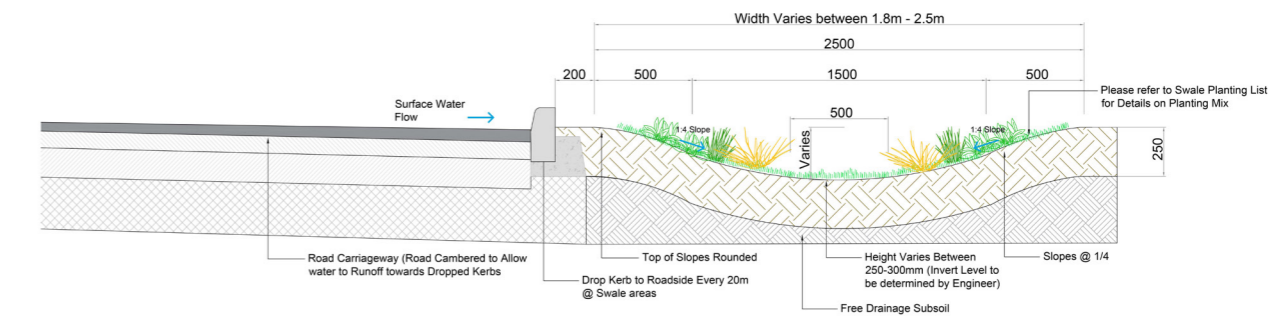 Width Varies between 1.8m - 2.5m
2500
200
500
1500
500
Surface Water
Flow
Please refer to Swale Planting List
for Details on Planting Mix
500
1:4 Slope
1:4 Slope
Varies
250
Road Carriageway (Road Cambered to Allow
water to Runoff towards Dropped Kerbs
Top of Slopes Rounded
Height Varies Between
250-300mm (Invert Level to
be determined by Engineer)
Slopes @ 1/4
Drop Kerb to Roadside Every 20m
@ Swale areas
Free Drainage Subsoil